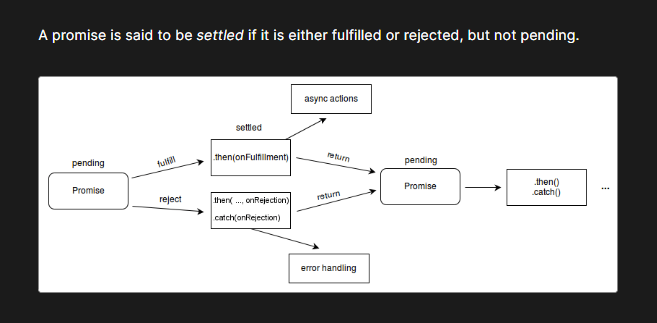 A promise is said to be settled if it is either fulfilled or rejected, but not pending.
async actions
settled
pending
fulfill
.then(onFulfillment)
return
pending
Promise
reject
.then( ..., onRejection)
.catch(onRejection)
return
Promise
.then()
.catch()
...
error handling